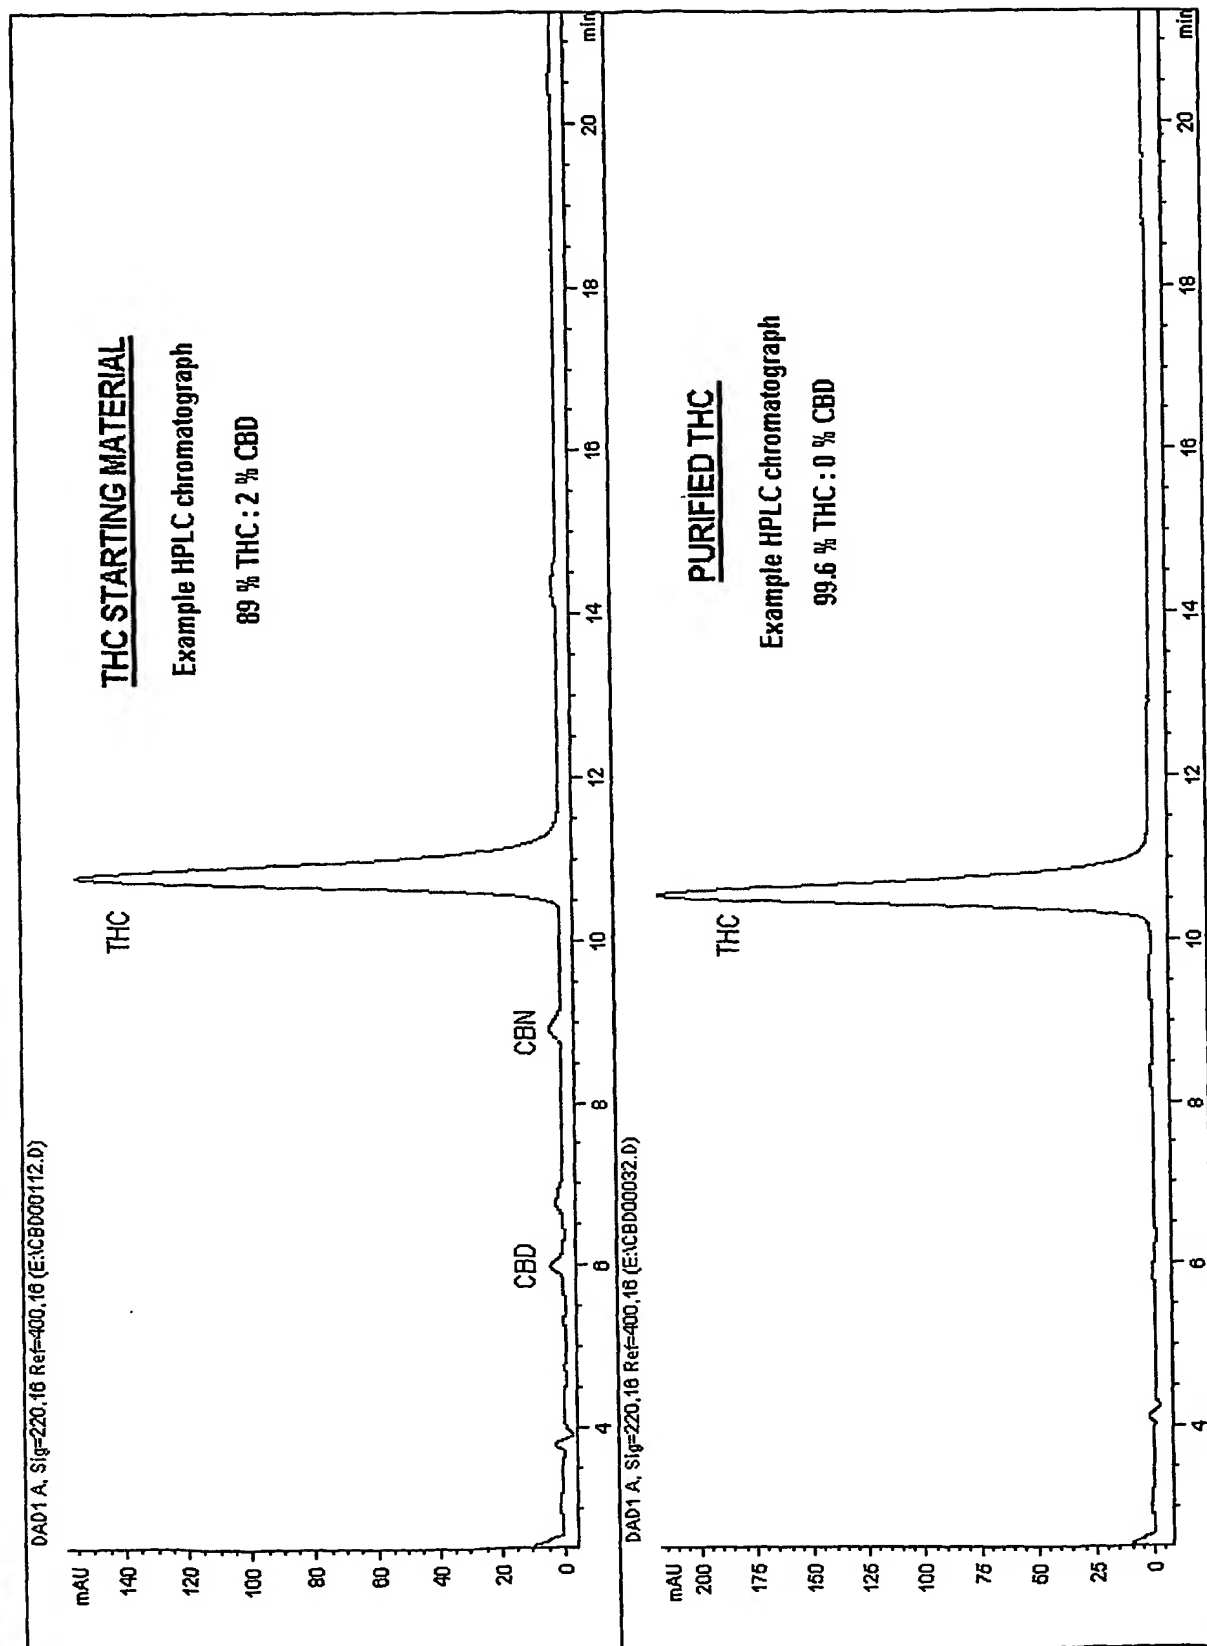 DAD1 A, Sig=220,16 Ref=400,16 (E:\CBD00112.D)
mAU
140
120
100
80
60
40
20
0
THC STARTING MATERIAL
Example HPLC chromatograph
89 % THC : 2 % CBD
THC
CBD
CBN
4
6
8
10
12
14
16
18
20
min
DAD1 A, Sig=220,16 Ref=400,16 (E:\CBD00032.D)
mAU
200
175
150
125
100
75
50
25
0
PURIFIED THC
Example HPLC chromatograph
99.6 % THC : 0 % CBD
THC
4
6
8
10
12
14
16
18
20
min